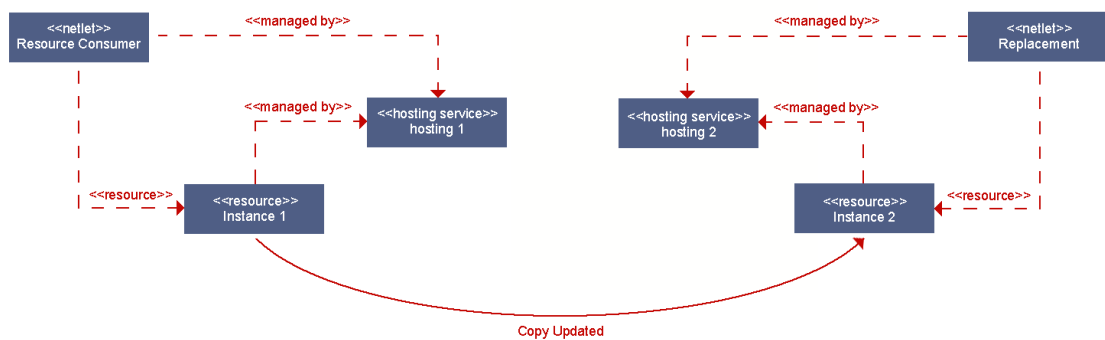 <<managed by>>
<<managed by>>
<<netlet>>
Resource Consumer
<<netlet>>
Replacement
<<managed by>>
<<managed by>>
<<hosting service>>
hosting 1
<<hosting service>>
hosting 2
<<resource>>
<<resource>>
Instance 1
<<resource>>
Instance 2
<<resource>>
Copy Updated